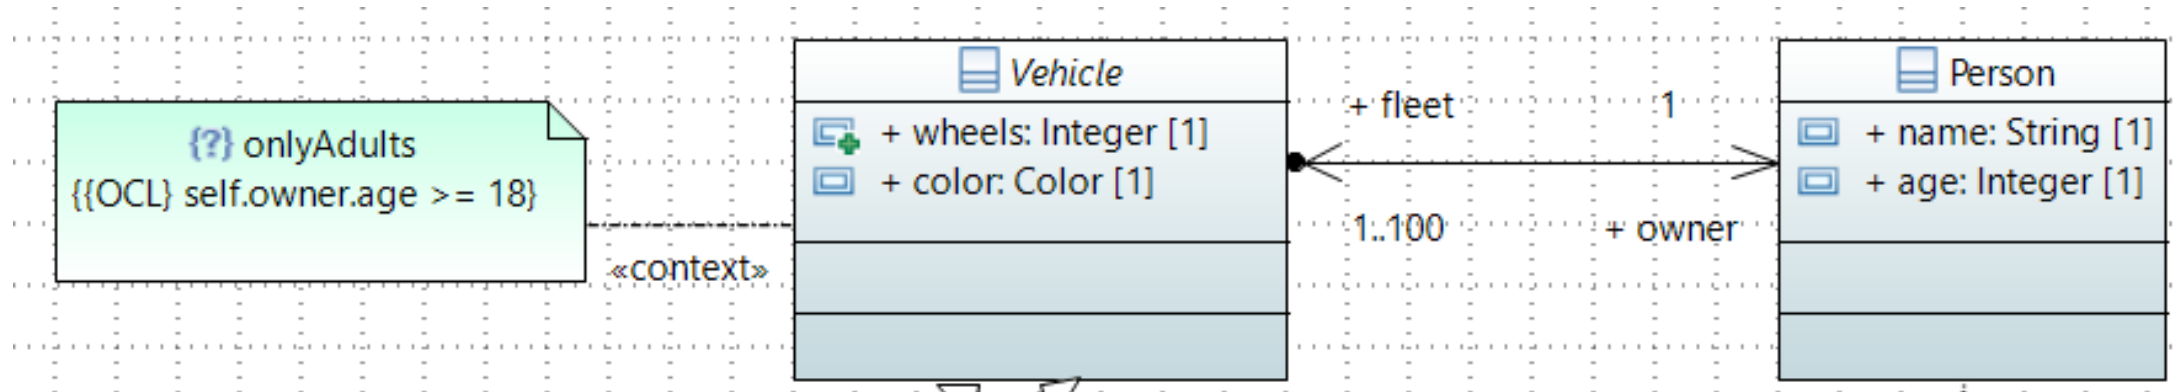 {?} onlyAdults
{{OCL} self.owner.age >= 18}
«context»
Vehicle
+ wheels: Integer [1]
+ color: Color [1]
+ fleet
1
1..100
+ owner
Person
+ name: String [1]
+ age: Integer [1]